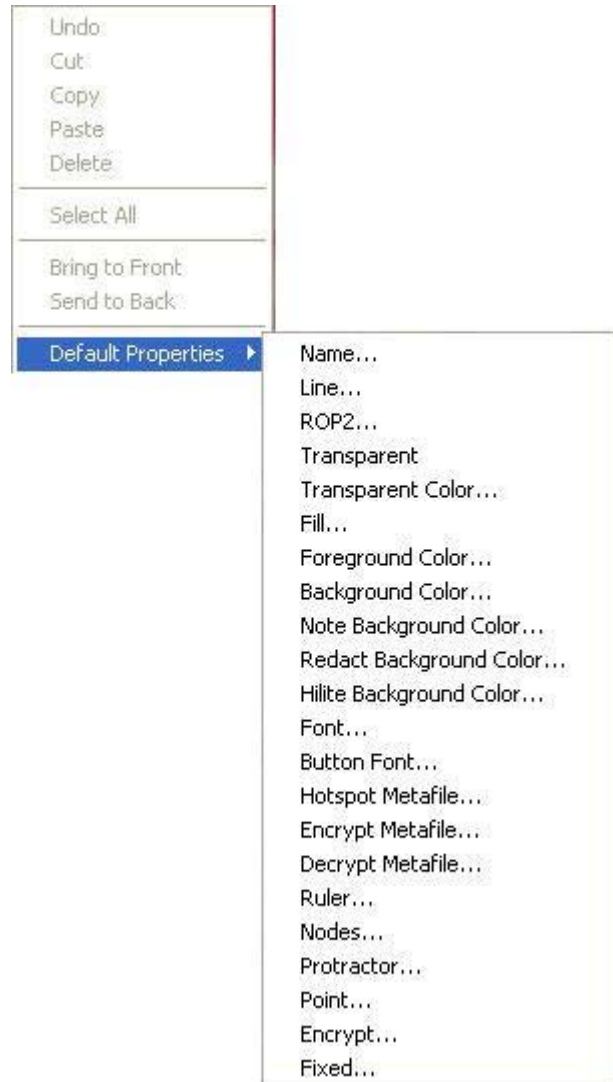 Undo
Cut
Copy
Paste
Delete
Select All
Bring to Front
Send to Back
Default Properties
Name...
Line...
ROP2...
Transparent
Transparent Color...
Fill...
Foreground Color...
Background Color...
Note Background Color...
Redact Background Color...
Hilite Background Color...
Font...
Button Font...
Hotspot Metafile...
Encrypt Metafile...
Decrypt Metafile...
Ruler...
Nodes...
Protractor...
Point...
Encrypt...
Fixed...